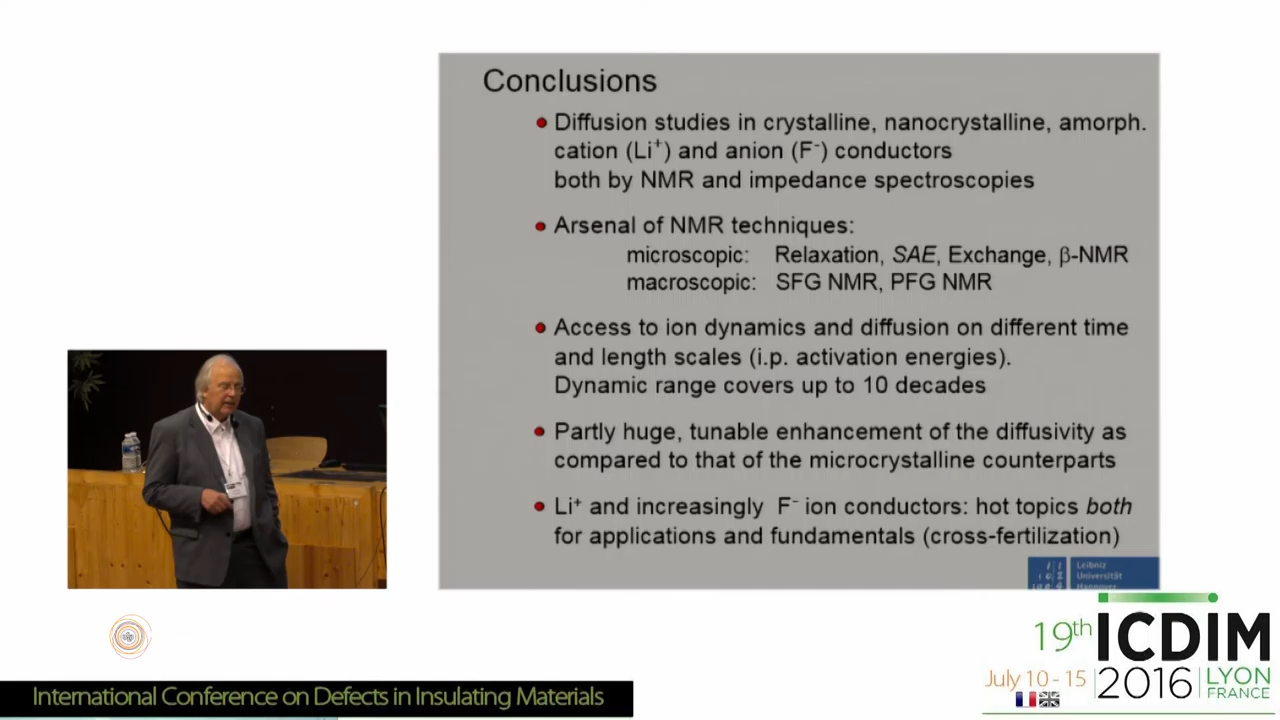 Conclusions
• Diffusion studies in crystalline, nanocrystalline, amorph.
cation (Li⁺) and anion (F⁻) conductors
both by NMR and impedance spectroscopies
• Arsenal of NMR techniques:
microscopic: Relaxation, SAE, Exchange, β-NMR
macroscopic: SFG NMR, PFG NMR
• Access to ion dynamics and diffusion on different time
and length scales (i.p. activation energies).
Dynamic range covers up to 10 decades
• Partly huge, tunable enhancement of the diffusivity as
compared to that of the microcrystalline counterparts
• Li⁺ and increasingly F⁻ ion conductors: hot topics both
for applications and fundamentals (cross-fertilization)
Leibniz
Universität
Hannover
19th ICDIM
July 10 - 15 2016 LYON
FRANCE
International Conference on Defects in Insulating Materials